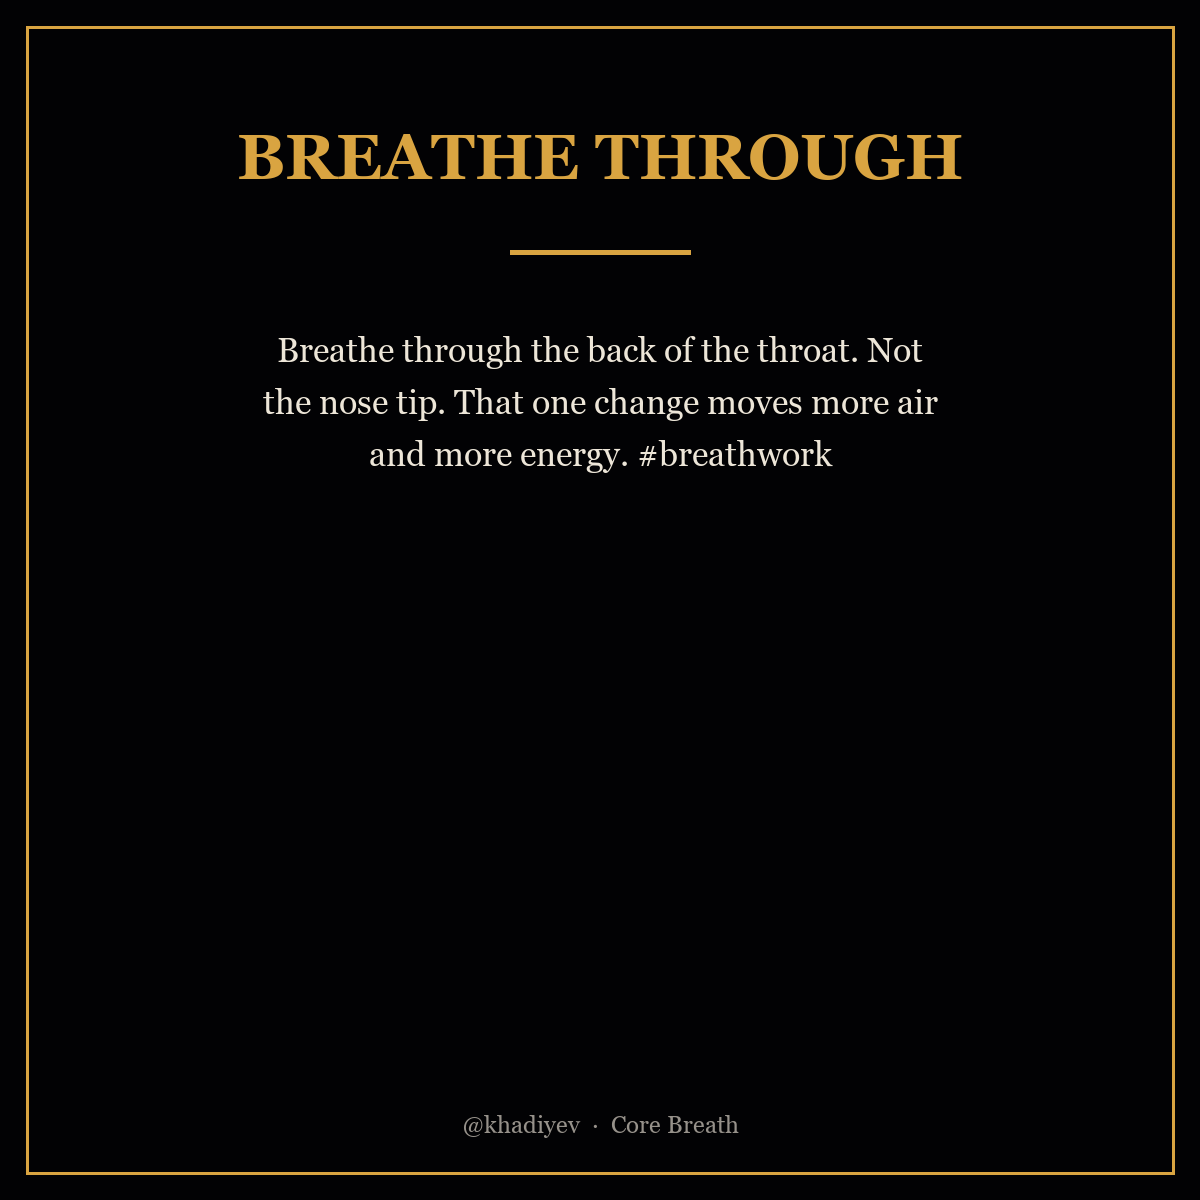 BREATHE THROUGH
Breathe through the back of the throat. Not
the nose tip. That one change moves more air
and more energy. #breathwork
@khadiyev · Core Breath